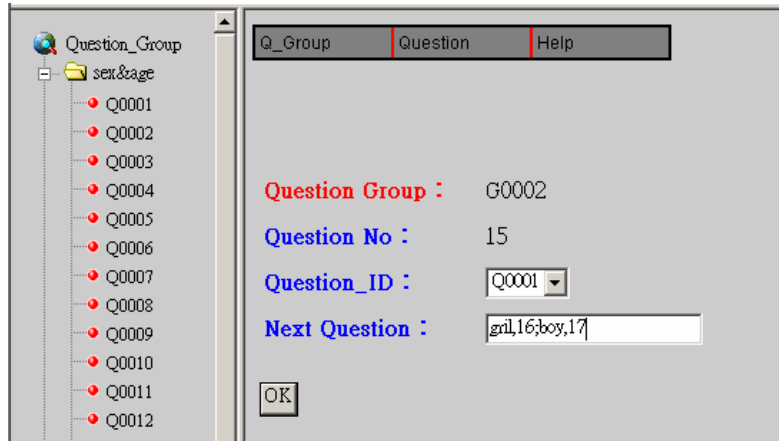 Question_Group
sex&age
Q0001
Q0002
Q0003
Q0004
Q0005
Q0006
Q0007
Q0008
Q0009
Q0010
Q0011
Q0012
Q_Group Question Help
Question Group： G0002
Question No： 15
Question_ID： Q0001
Next Question： gril,16;boy,17
OK